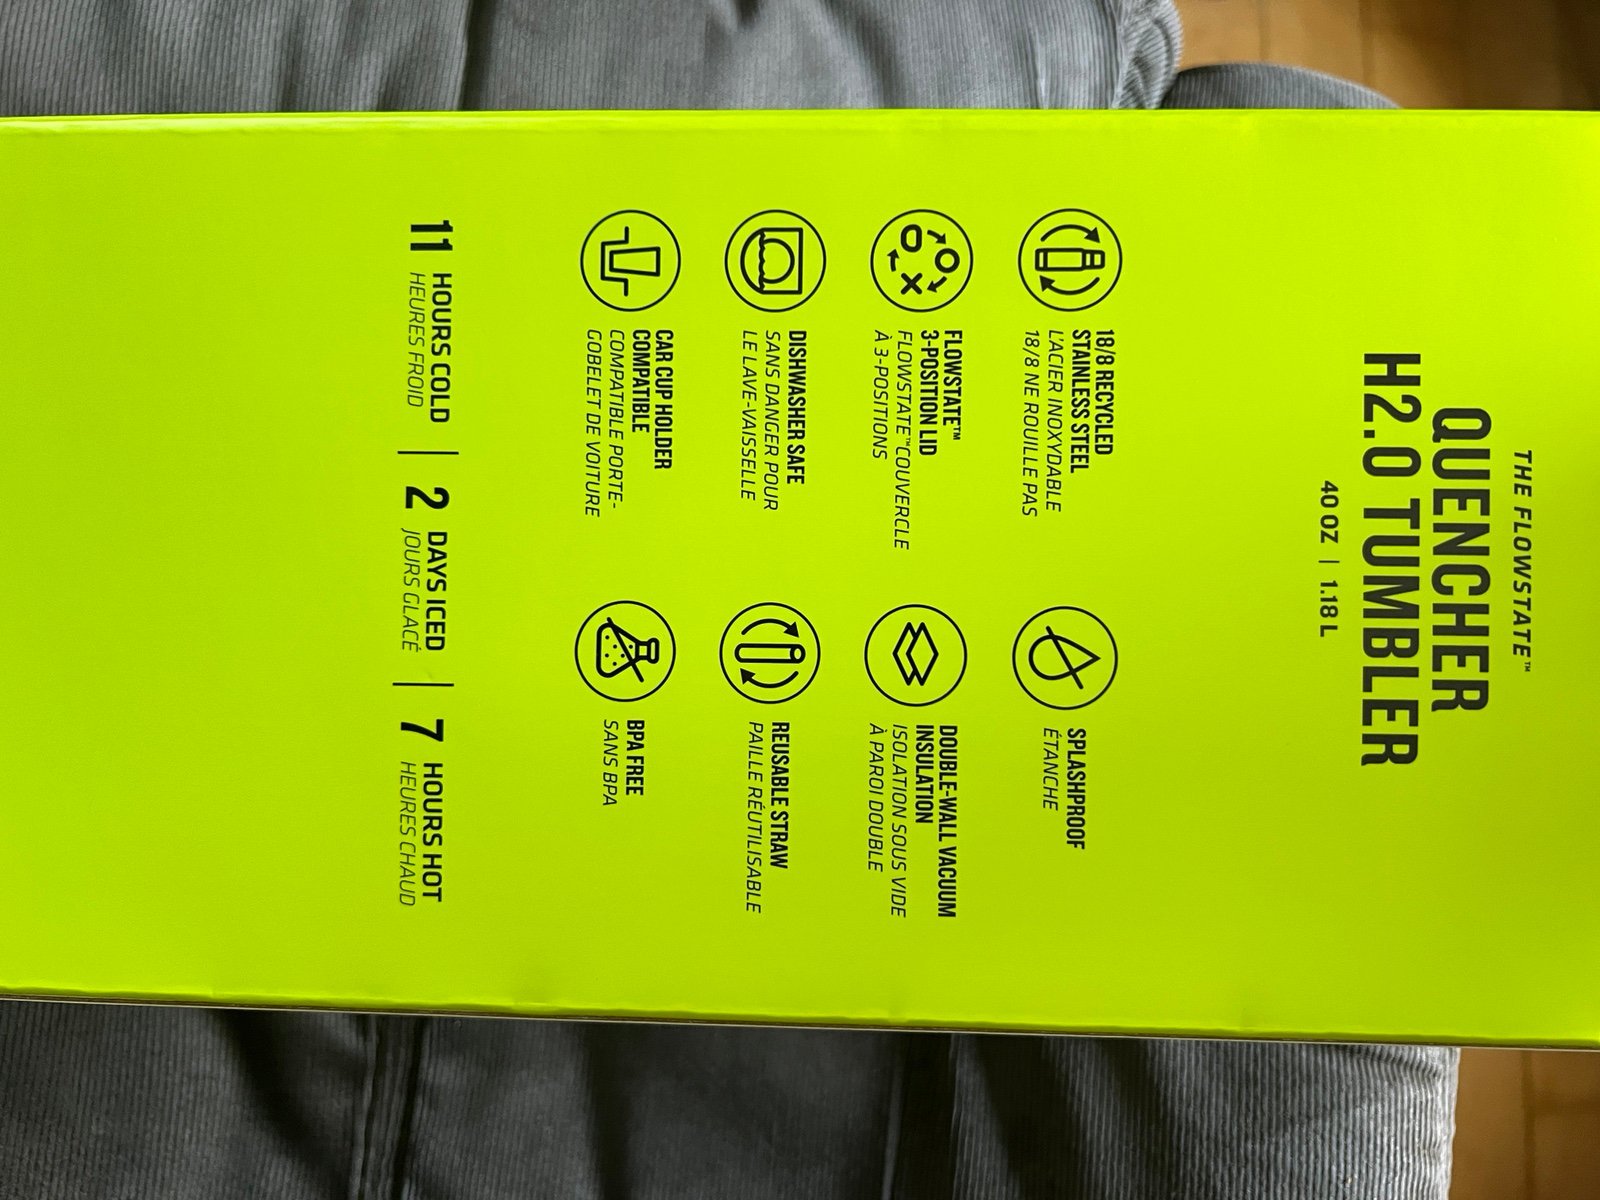 THE FLOWSTATE™
QUENCHER
H2.0 TUMBLER
40 OZ | 1.18 L
18/8 RECYCLED
STAINLESS STEEL
L'ACIER INOXYDABLE
18/8 NE ROUILLE PAS
SPLASHPROOF
ÉTANCHE
FLOWSTATE™
3-POSITION LID
FLOWSTATE™COUVERCLE
À 3-POSITIONS
DOUBLE-WALL VACUUM
INSULATION
ISOLATION SOUS VIDE
À PAROI DOUBLE
DISHWASHER SAFE
SANS DANGER POUR
LE LAVE-VAISSELLE
REUSABLE STRAW
PAILLE RÉUTILISABLE
CAR CUP HOLDER
COMPATIBLE
COMPATIBLE PORTE-
GOBELET DE VOITURE
BPA FREE
SANS BPA
11 HOURS COLD | 2 DAYS ICED | 7 HOURS HOT
HEURES FROID JOURS GLACÉ HEURES CHAUD